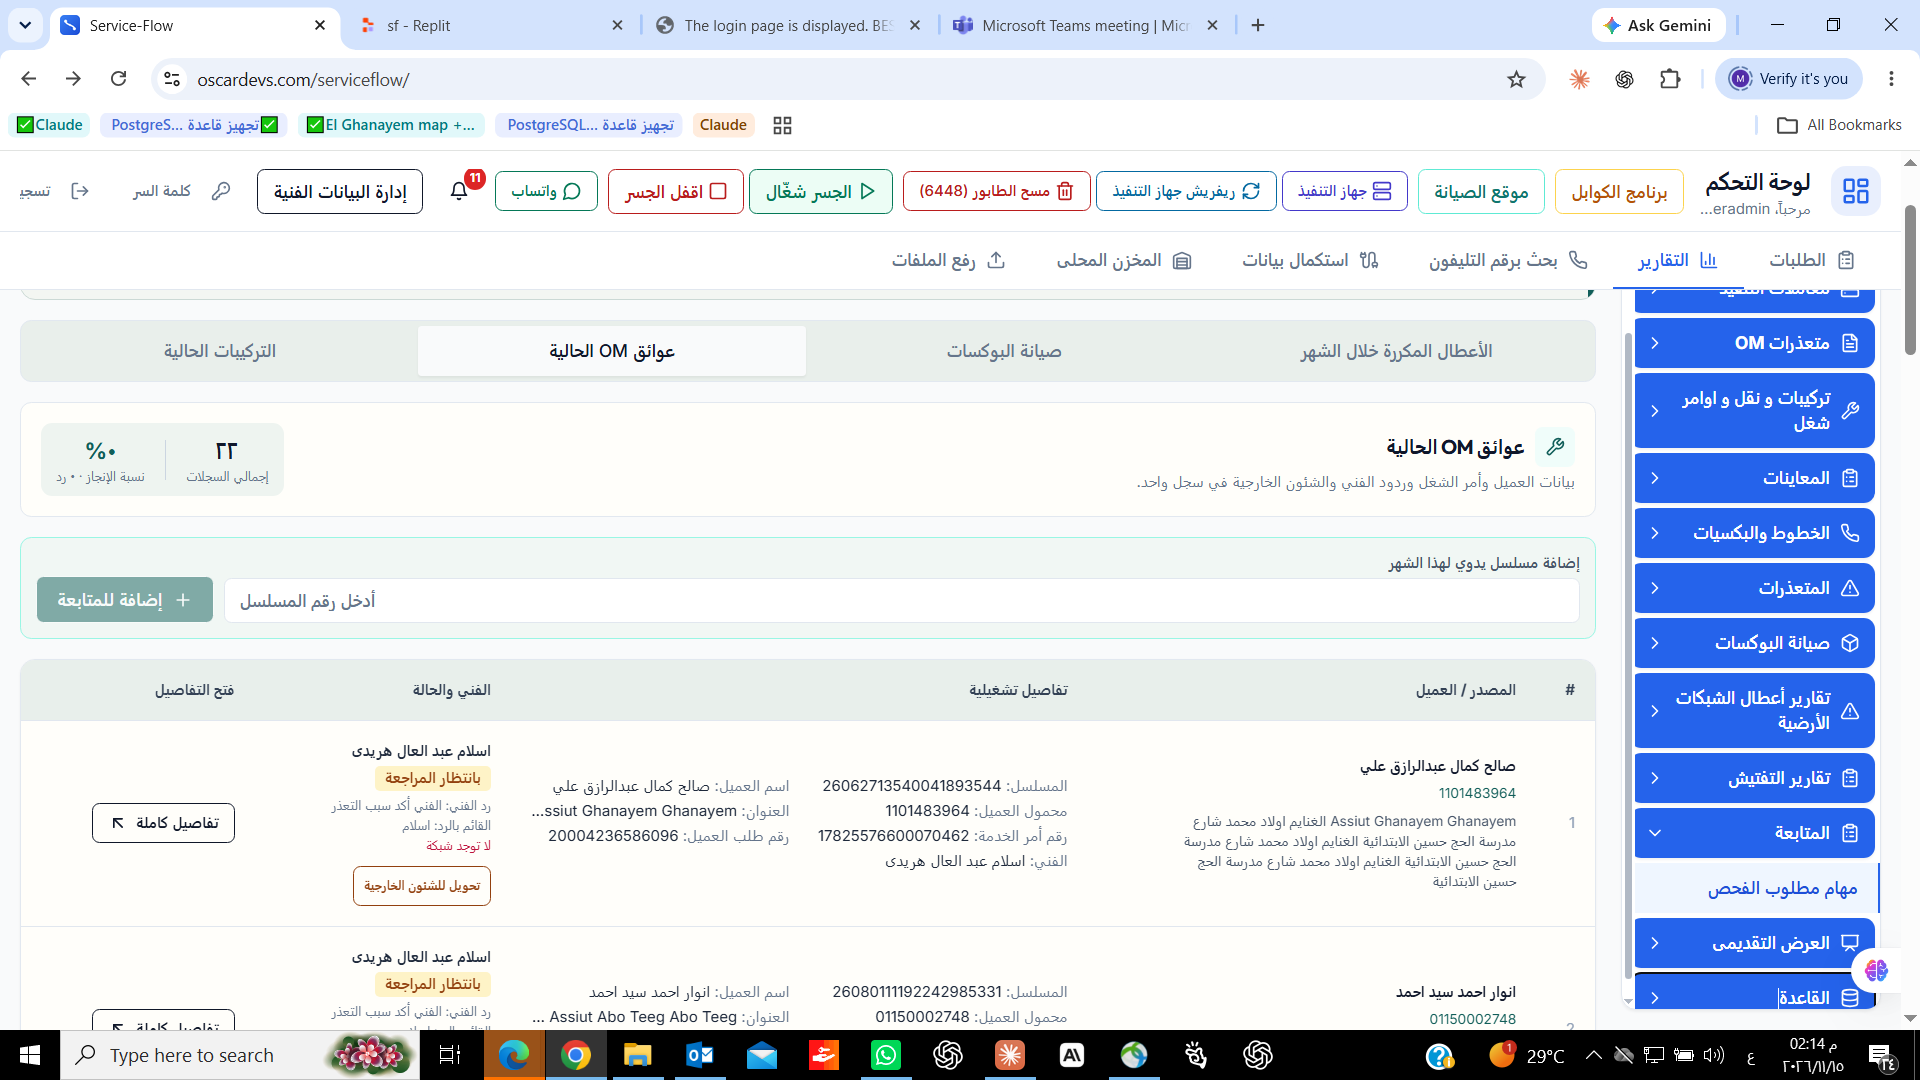 Service-Flow
sf - Replit
The login page is displayed. BES
Microsoft Teams meeting | Micr
Ask Gemini
oscardevs.com/serviceflow/
Verify it's you
✅Claude
تجهيز قاعدة ...PostgreS✅
✅El Ghanayem map +...
تجهيز قاعدة ...PostgreSQL
Claude
All Bookmarks
لوحة التحكم
مرحباً، eradmin...
برنامج الكوابل
موقع الصيانة
جهاز التنفيذ
ريفريش جهاز التنفيذ
مسح الطابور (6448)
الجسر شغّال
اقفل الجسر
واتساب
11
إدارة البيانات الفنية
كلمة السر
تسجي
الطلبات
التقارير
بحث برقم التليفون
استكمال بيانات
المخزن المحلى
رفع الملفات
متعذرات OM
تركيبات و نقل و اوامر
شغل
المعاينات
الخطوط والبكسيات
المتعذرات
صيانة البوكسات
تقارير أعطال الشبكات
الأرضية
تقارير التفتيش
المتابعة
مهام مطلوب الفحص
العرض التقديمى
القاعدة
الأعطال المكررة خلال الشهر
صيانة البوكسات
عوائق OM الحالية
التركيبات الحالية
عوائق OM الحالية
بيانات العميل وأمر الشغل وردود الفني والشئون الخارجية في سجل واحد.
٢٢
إجمالي السجلات
٠%
نسبة الإنجاز · ٠ رد
إضافة مسلسل يدوي لهذا الشهر
أدخل رقم المسلسل
إضافة للمتابعة
#
المصدر / العميل
تفاصيل تشغيلية
الفني والحالة
فتح التفاصيل
1
صالح كمال عبدالرازق علي
1101483964
Assiut Ghanayem Ghanayem الغنايم اولاد محمد شارع
مدرسة الحج حسين الابتدائية الغنايم اولاد محمد شارع مدرسة
الحج حسين الابتدائية الغنايم اولاد محمد شارع مدرسة الحج
حسين الابتدائية
المسلسل: 26062713540041893544
محمول العميل: 1101483964
رقم أمر الخدمة: 17825576600070462
الفني: اسلام عبد العال هريدى
اسم العميل: صالح كمال عبدالرازق علي
العنوان: ssiut Ghanayem Ghanayem...
رقم طلب العميل: 20004236586096
اسلام عبد العال هريدى
بانتظار المراجعة
رد الفني: الفني أكد سبب التعذر
القائم بالرد: اسلام
لا توجد شبكة
تحويل للشئون الخارجية
تفاصيل كاملة
2
انوار احمد سيد احمد
01150002748
المسلسل: 26080111192242985331
محمول العميل: 01150002748
اسم العميل: انوار احمد سيد احمد
العنوان: Assiut Abo Teeg Abo Teeg ...
اسلام عبد العال هريدى
بانتظار المراجعة
رد الفني: الفني أكد سبب التعذر
تفاصيل كاملة
Type here to search
1
29°C
ع
02:14 م
٢٠٢٦/١١/١٥
٢٤